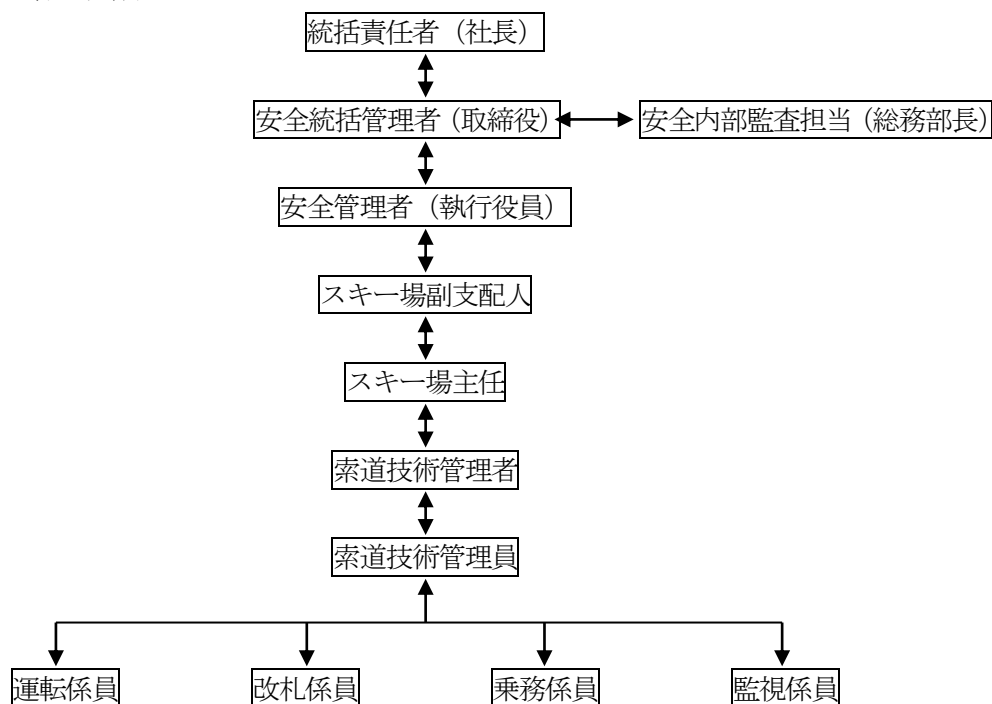 統括責任者（社長）
安全統括管理者（取締役）
安全内部監査担当（総務部長）
安全管理者（執行役員）
スキー場副支配人
スキー場主任
索道技術管理者
索道技術管理員
運転係員
改札係員
乗務係員
監視係員